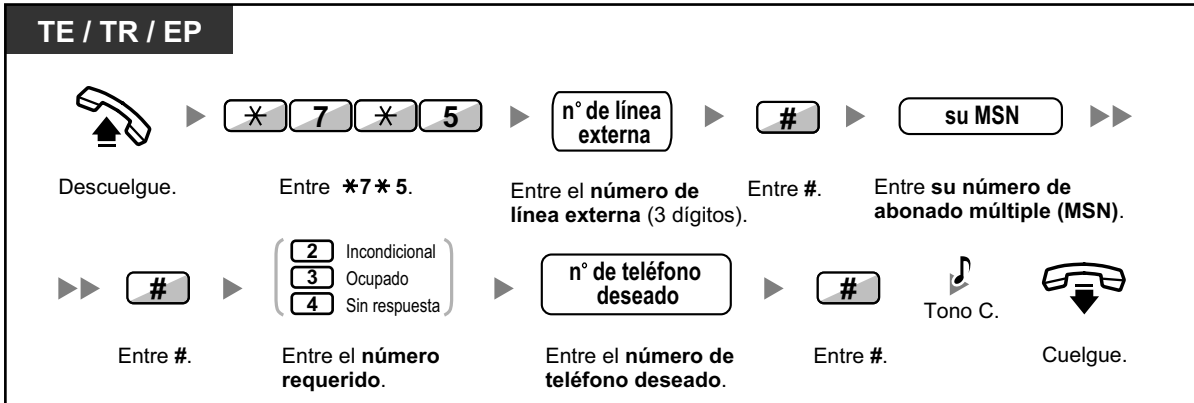 TE / TR / EP
✳ 7 ✳ 5
n° de línea
externa
#
su MSN
Descuelgue.
Entre ✳7✳ 5.
Entre el número de
línea externa (3 dígitos).
Entre #.
Entre su número de
abonado múltiple (MSN).
#
2 Incondicional
3 Ocupado
4 Sin respuesta
n° de teléfono
deseado
#
Tono C.
Entre #.
Entre el número
requerido.
Entre el número de
teléfono deseado.
Entre #.
Cuelgue.